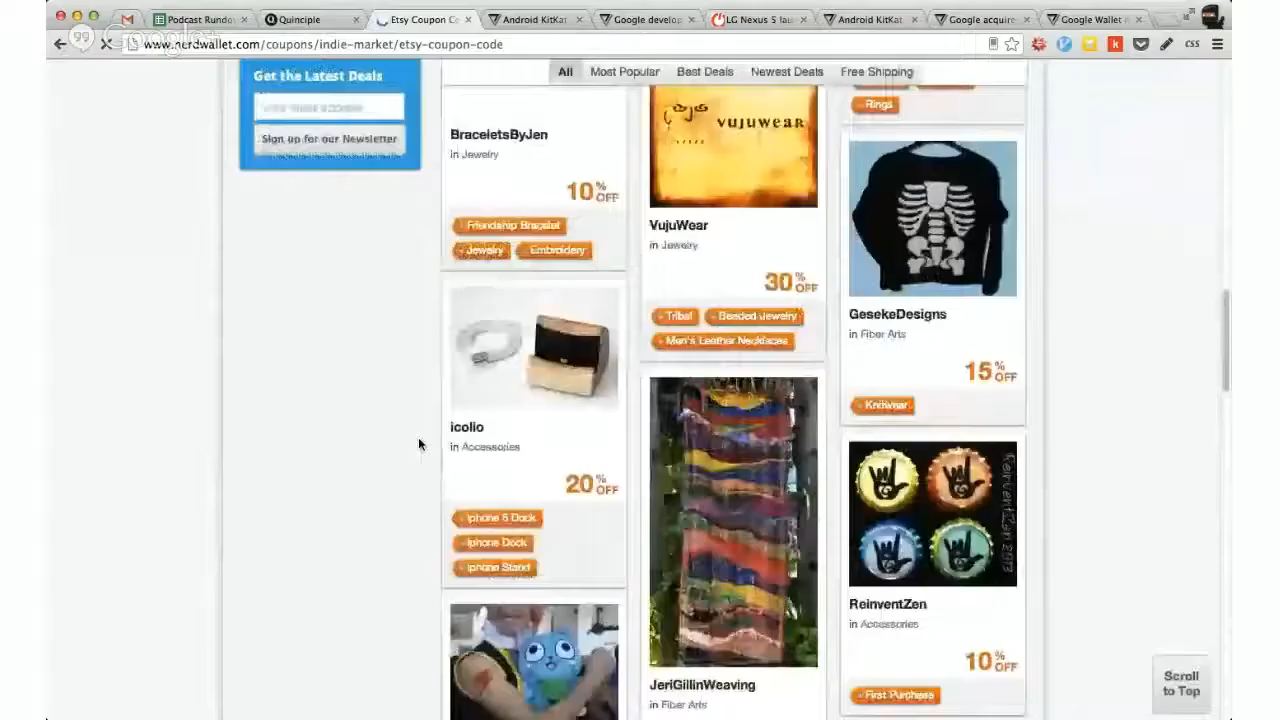 Podcast Rundow
Quinciple
Etsy Coupon Co
Android KitKat
Google develop
LG Nexus S lau
Android KitKat
Google acquire
Google Wallet
Google+
www.nerdwallet.com/coupons/indie-market/etsy-coupon-code
CSS
Get the Latest Deals
Sign up for our Newsletter
All
Most Popular
Best Deals
Newest Deals
Free Shipping
BraceletsByJen
in Jewelry
10% OFF
Friendship Bracelet
Jewelry
Embroidery
icolio
in Accessories
20% OFF
Iphone 5 Dock
Iphone Dock
Iphone Stand
vujuwear
VujuWear
in Jewelry
30% OFF
Tribal
Beaded Jewelry
Men's Leather Necklaces
JeriGillinWeaving
in Fiber Arts
Rings
GesekeDesigns
in Fiber Arts
15% OFF
Knitwear
ReinventZen 2013
ReinventZen
in Accessories
10% OFF
First Purchase
Scroll
to Top